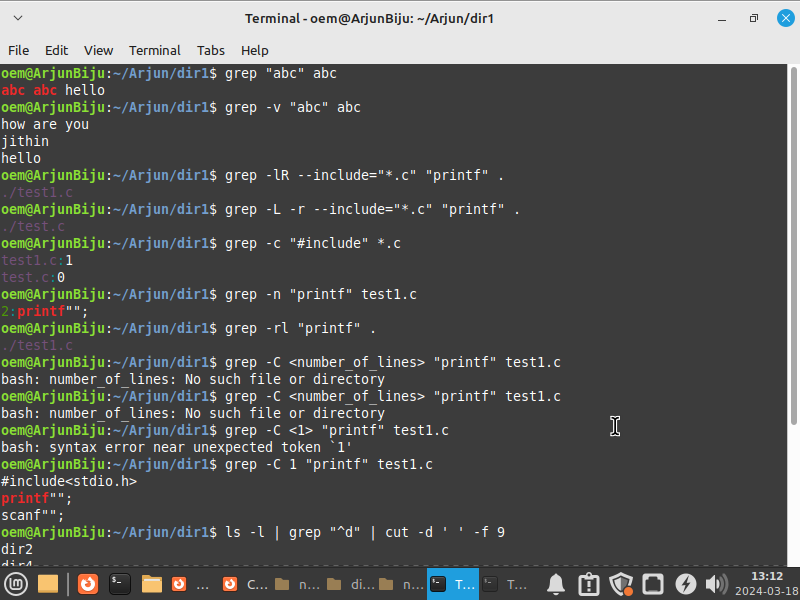 Terminal - oem@ArjunBiju: ~/Arjun/dir1
File Edit View Terminal Tabs Help
oem@ArjunBiju:~/Arjun/dir1$ grep "abc" abc
abc abc hello
oem@ArjunBiju:~/Arjun/dir1$ grep -v "abc" abc
how are you
jithin
hello
oem@ArjunBiju:~/Arjun/dir1$ grep -lR --include="*.c" "printf" .
./test1.c
oem@ArjunBiju:~/Arjun/dir1$ grep -L -r --include="*.c" "printf" .
./test.c
oem@ArjunBiju:~/Arjun/dir1$ grep -c "#include" *.c
test1.c:1
test.c:0
oem@ArjunBiju:~/Arjun/dir1$ grep -n "printf" test1.c
2:printf"";
oem@ArjunBiju:~/Arjun/dir1$ grep -rl "printf" .
./test1.c
oem@ArjunBiju:~/Arjun/dir1$ grep -C <number_of_lines> "printf" test1.c
bash: number_of_lines: No such file or directory
oem@ArjunBiju:~/Arjun/dir1$ grep -C <number_of_lines> "printf" test1.c
bash: number_of_lines: No such file or directory
oem@ArjunBiju:~/Arjun/dir1$ grep -C <1> "printf" test1.c
bash: syntax error near unexpected token `1'
oem@ArjunBiju:~/Arjun/dir1$ grep -C 1 "printf" test1.c
#include<stdio.h>
printf"";
scanf"";
oem@ArjunBiju:~/Arjun/dir1$ ls -l | grep "^d" | cut -d ' ' -f 9
dir2
dir4
... C... n... di... n... T... T... 13:12
2024-03-18